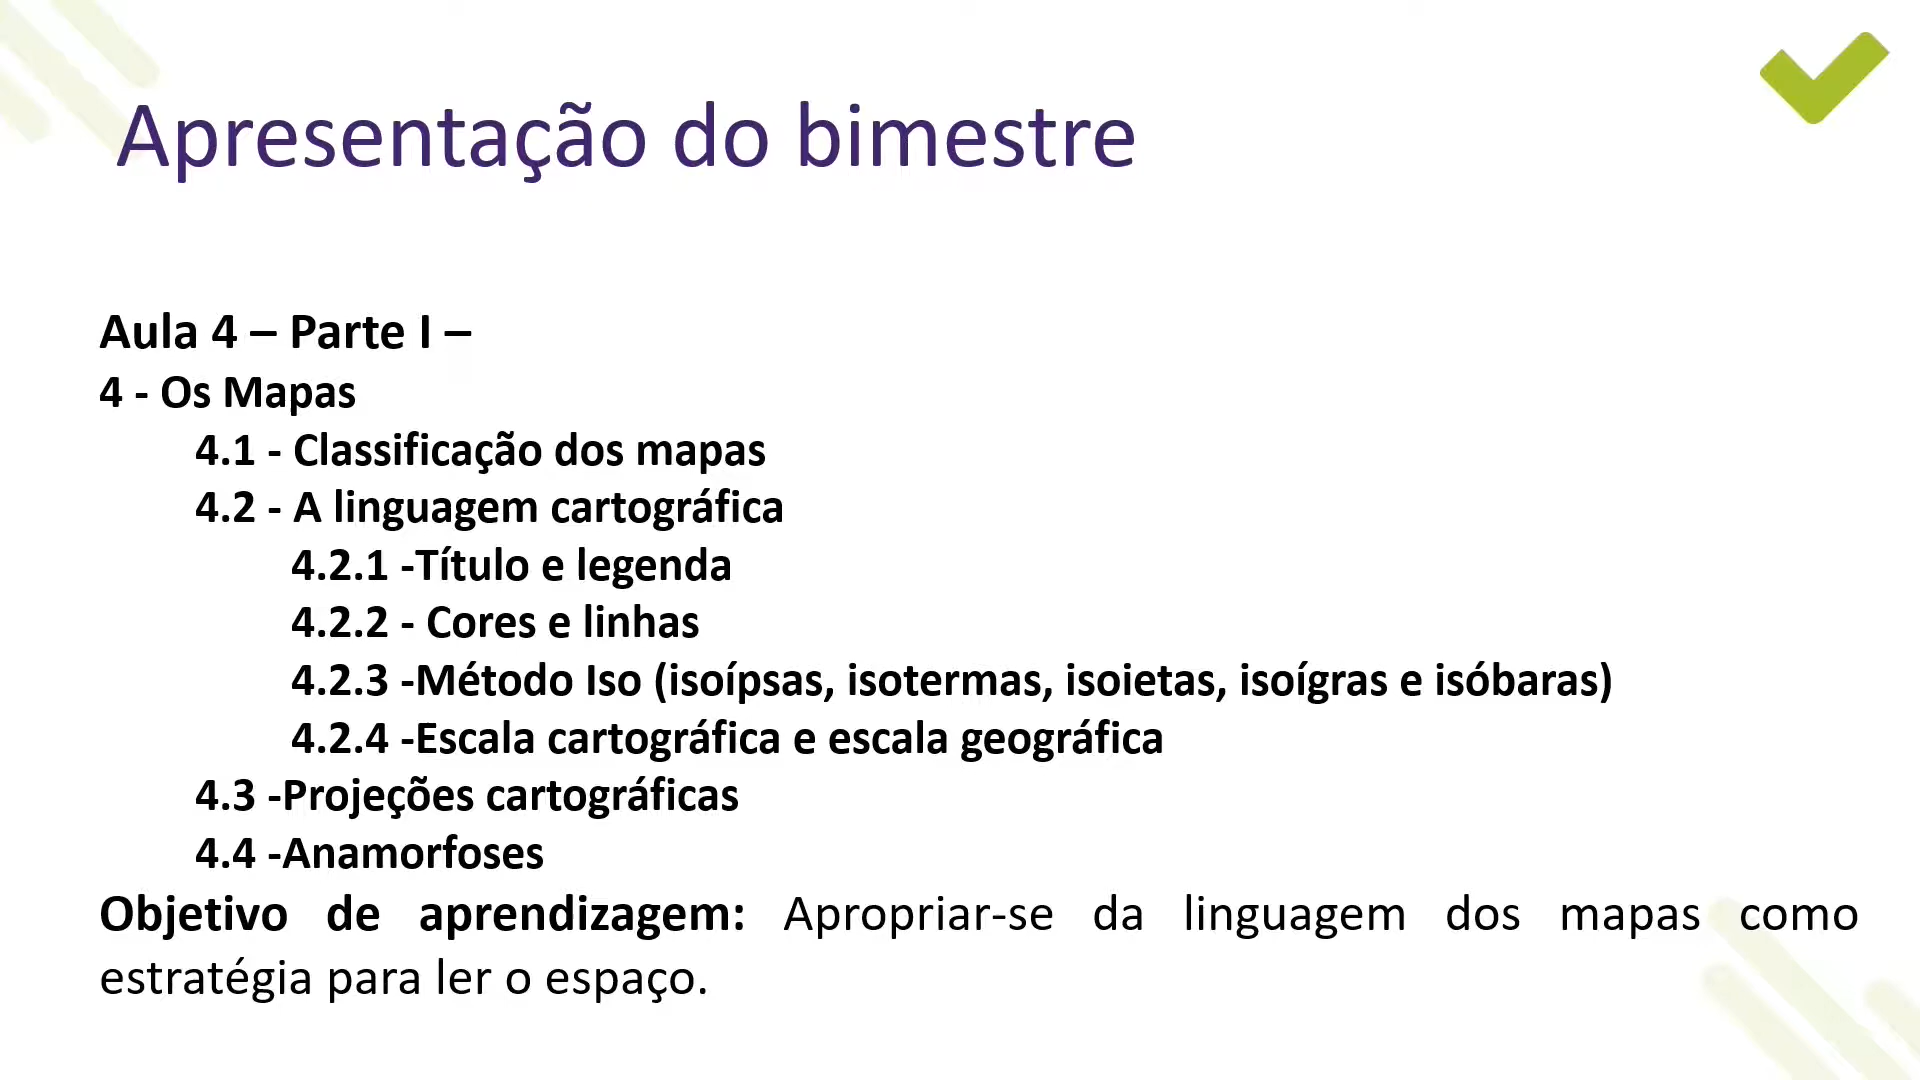 Apresentação do bimestre
Aula 4 – Parte I –
4 - Os Mapas
4.1 - Classificação dos mapas
4.2 - A linguagem cartográfica
4.2.1 -Título e legenda
4.2.2 - Cores e linhas
4.2.3 -Método Iso (isoípsas, isotermas, isoietas, isoígras e isóbaras)
4.2.4 -Escala cartográfica e escala geográfica
4.3 -Projeções cartográficas
4.4 -Anamorfoses
Objetivo de aprendizagem: Apropriar-se da linguagem dos mapas como
estratégia para ler o espaço.